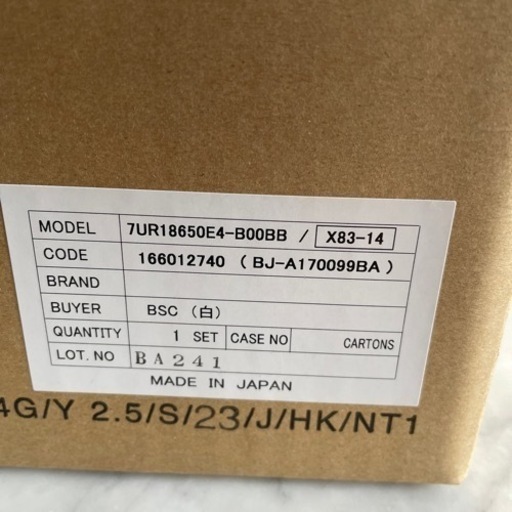 MODEL 7UR18650E4-B00BB / X83-14
CODE 166012740 ( BJ-A170099BA )
BRAND
BUYER BSC (白)
QUANTITY 1 SET CASE NO CARTONS
LOT. NO BA241
MADE IN JAPAN
4G/Y 2.5/S/23/J/HK/NT1